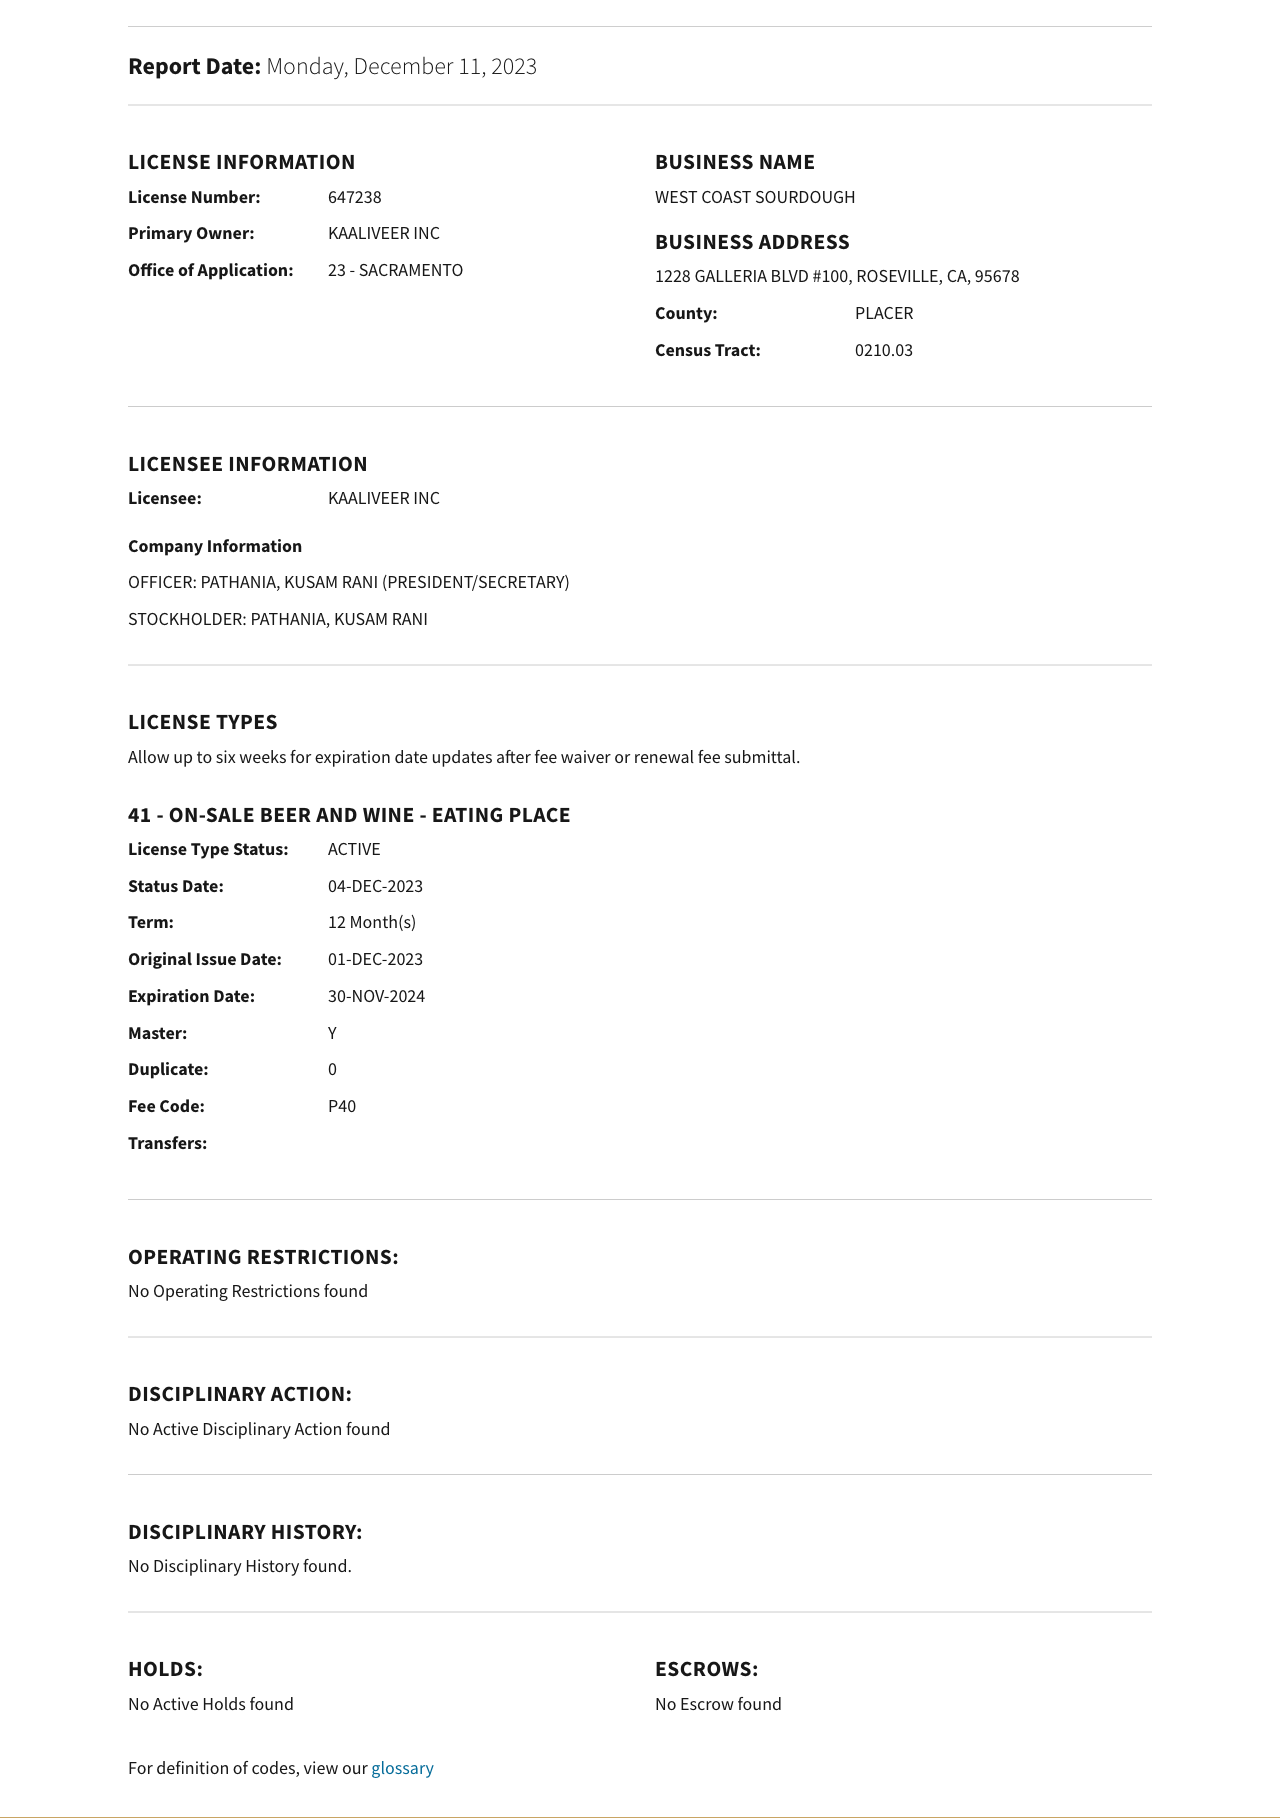 Report Date: Monday, December 11, 2023
LICENSE INFORMATION
License Number: 647238
Primary Owner: KAALIVEER INC
Office of Application: 23 - SACRAMENTO
BUSINESS NAME
WEST COAST SOURDOUGH
BUSINESS ADDRESS
1228 GALLERIA BLVD #100, ROSEVILLE, CA, 95678
County: PLACER
Census Tract: 0210.03
LICENSEE INFORMATION
Licensee: KAALIVEER INC
Company Information
OFFICER: PATHANIA, KUSAM RANI (PRESIDENT/SECRETARY)
STOCKHOLDER: PATHANIA, KUSAM RANI
LICENSE TYPES
Allow up to six weeks for expiration date updates after fee waiver or renewal fee submittal.
41 - ON-SALE BEER AND WINE - EATING PLACE
License Type Status: ACTIVE
Status Date: 04-DEC-2023
Term: 12 Month(s)
Original Issue Date: 01-DEC-2023
Expiration Date: 30-NOV-2024
Master: Y
Duplicate: 0
Fee Code: P40
Transfers:
OPERATING RESTRICTIONS:
No Operating Restrictions found
DISCIPLINARY ACTION:
No Active Disciplinary Action found
DISCIPLINARY HISTORY:
No Disciplinary History found.
HOLDS:
No Active Holds found
ESCROWS:
No Escrow found
For definition of codes, view our glossary